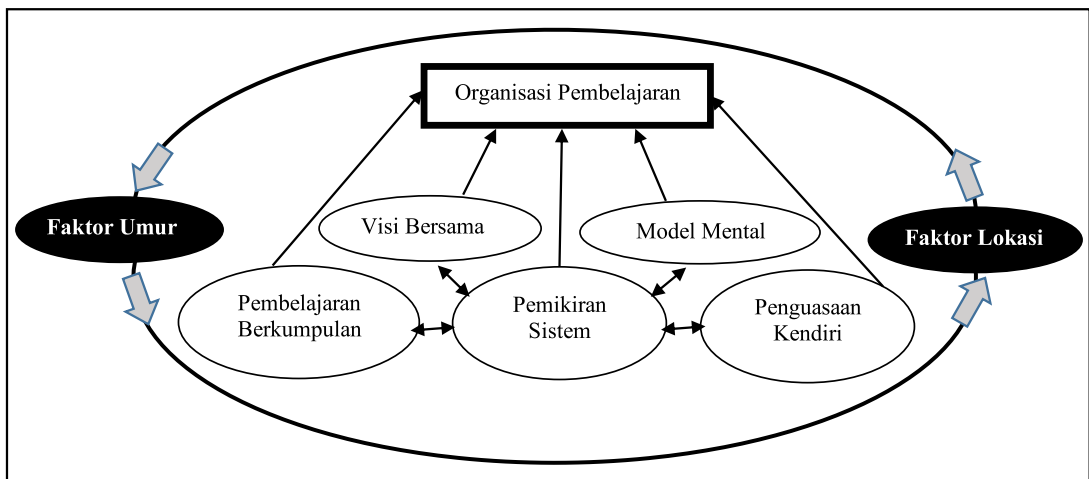 Organisasi Pembelajaran
Faktor Umur
Visi Bersama
Model Mental
Faktor Lokasi
Pembelajaran
Berkumpulan
Pemikiran
Sistem
Penguasaan
Kendiri